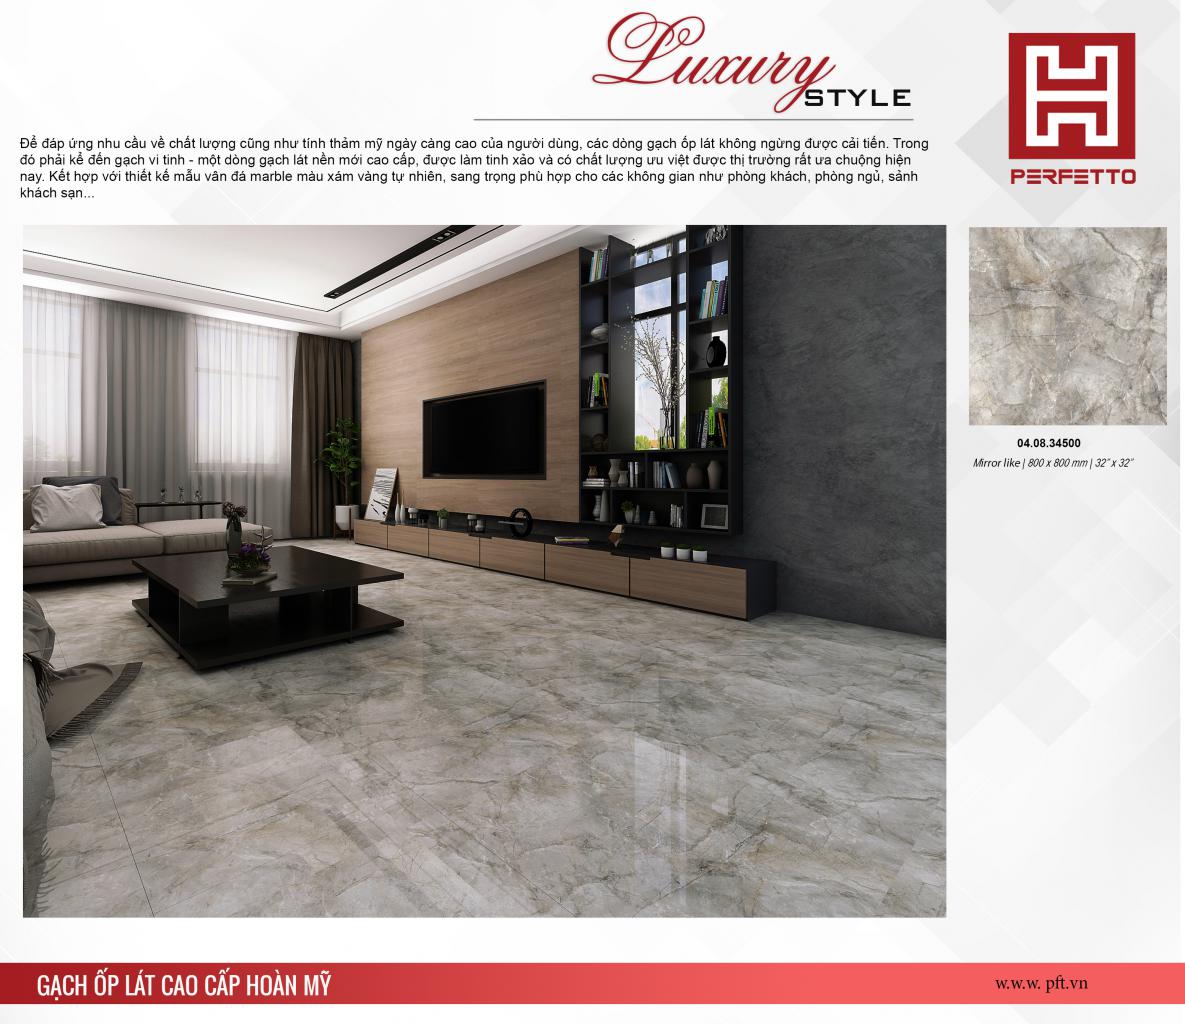 Luxury
STYLE
PERFETTO
Để đáp ứng nhu cầu về chất lượng cũng như tính thảm mỹ ngày càng cao của người dùng, các dòng gạch ốp lát không ngừng được cải tiến. Trong
đó phải kể đến gạch vi tinh - một dòng gạch lát nền mới cao cấp, được làm tinh xảo và có chất lượng ưu việt được thị trường rất ưa chuộng hiện
nay. Kết hợp với thiết kế mẫu vân đá marble màu xám vàng tự nhiên, sang trọng phù hợp cho các không gian như phòng khách, phòng ngủ, sảnh
khách sạn...
04.08.34500
Mirror like | 800 x 800 mm | 32" x 32"
GẠCH ỐP LÁT CAO CẤP HOÀN MỸ
w.w.w. pft.vn